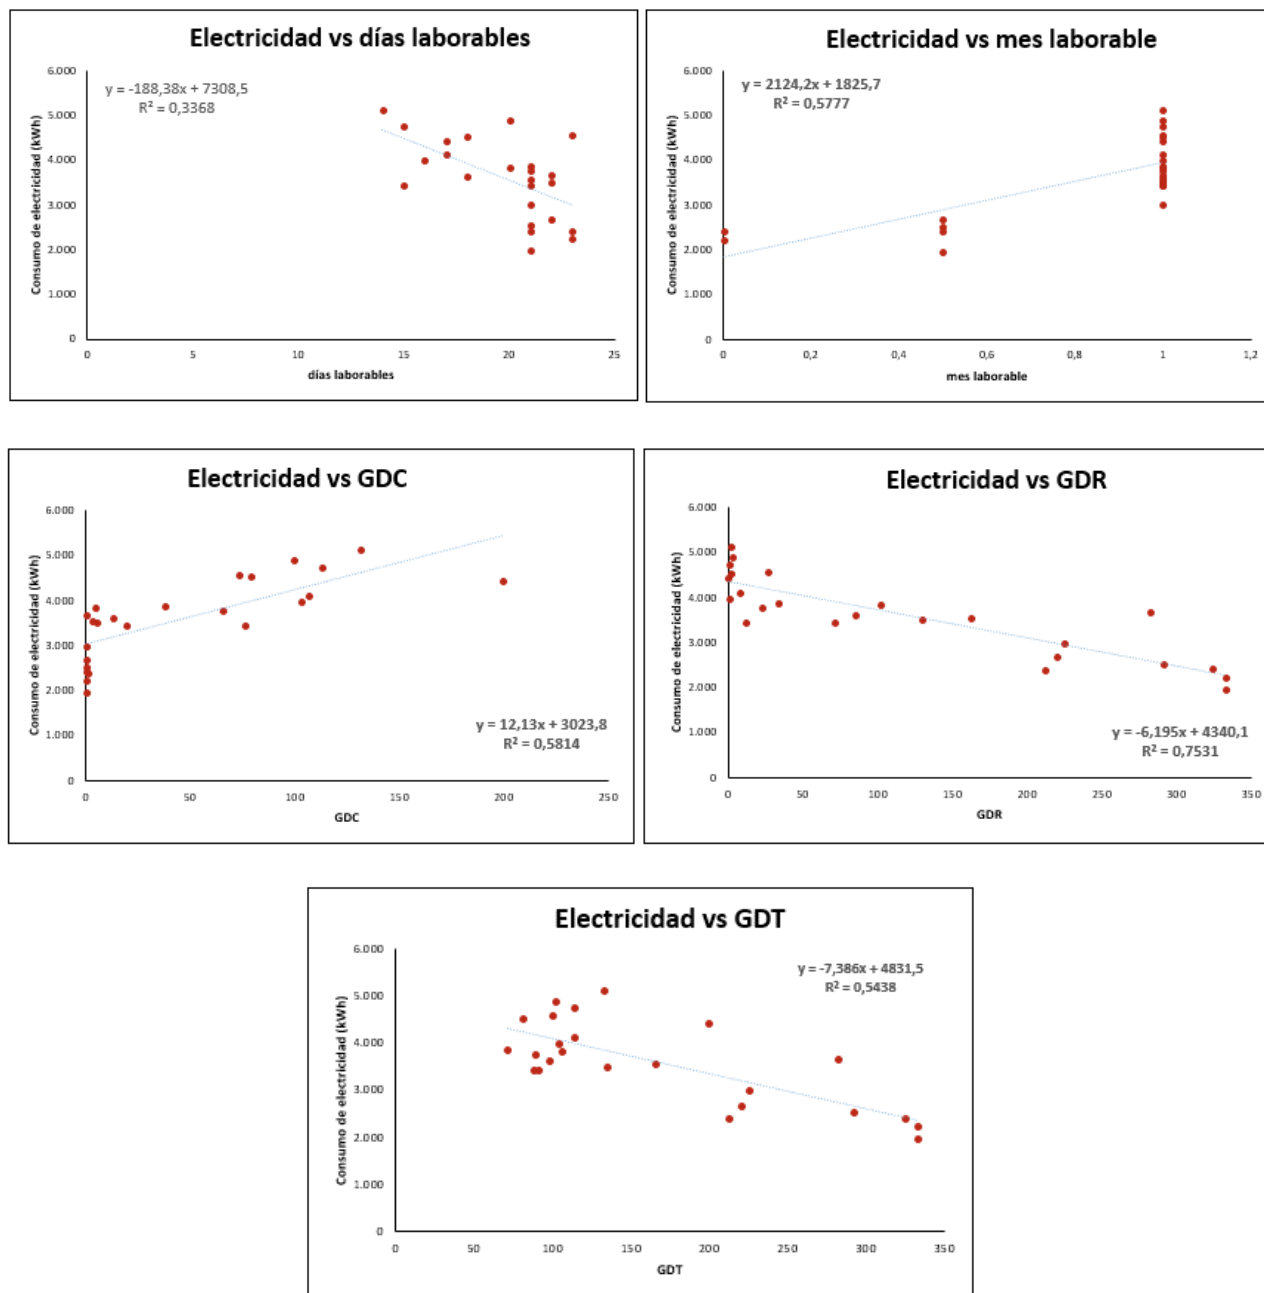 Electricidad vs días laborables
Consumo de electricidad (kWh)
6.000
5.000
4.000
3.000
2.000
1.000
0
y = -188,38x + 7308,5
R² = 0,3368
0 5 10 15 20 25
días laborables
Electricidad vs mes laborable
Consumo de electricidad (kWh)
6.000
5.000
4.000
3.000
2.000
1.000
0
y = 2124,2x + 1825,7
R² = 0,5777
0 0,2 0,4 0,6 0,8 1 1,2
mes laborable
Electricidad vs GDC
Consumo de electricidad (kWh)
6.000
5.000
4.000
3.000
2.000
1.000
0
y = 12,13x + 3023,8
R² = 0,5814
0 50 100 150 200 250
GDC
Electricidad vs GDR
Consumo de electricidad (kWh)
6.000
5.000
4.000
3.000
2.000
1.000
0
y = -6,195x + 4340,1
R² = 0,7531
0 50 100 150 200 250 300 350
GDR
Electricidad vs GDT
Consumo de electricidad (kWh)
6.000
5.000
4.000
3.000
2.000
1.000
0
y = -7,386x + 4831,5
R² = 0,5438
0 50 100 150 200 250 300 350
GDT